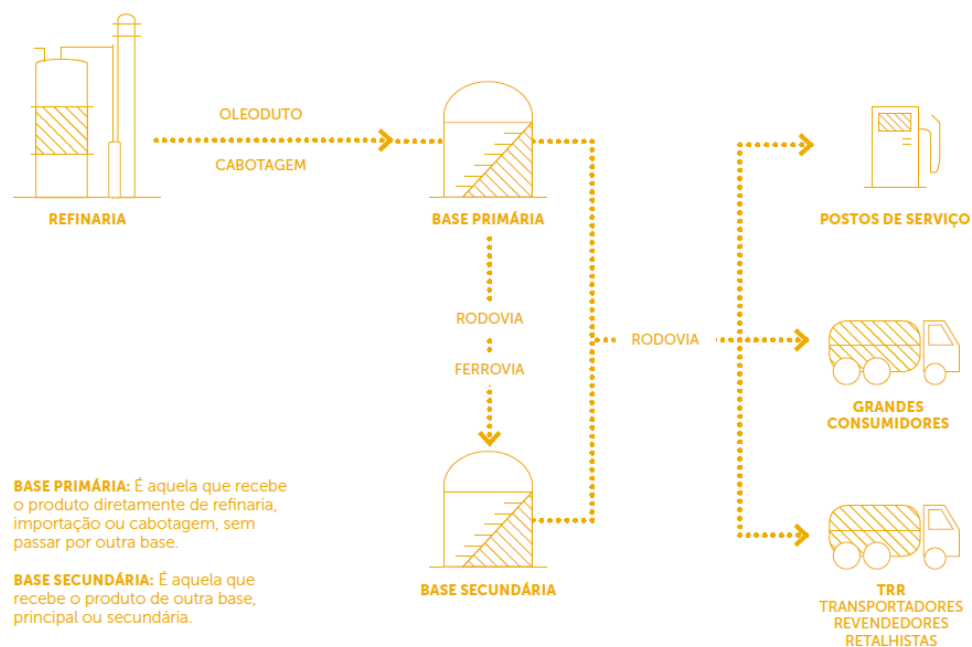 OLEODUTO
CABOTAGEM
REFINARIA
BASE PRIMÁRIA
POSTOS DE SERVIÇO
RODOVIA
FERROVIA
RODOVIA
GRANDES
CONSUMIDORES
BASE PRIMÁRIA: É aquela que recebe
o produto diretamente de refinaria,
importação ou cabotagem, sem
passar por outra base.
BASE SECUNDÁRIA: É aquela que
recebe o produto de outra base,
principal ou secundária.
BASE SECUNDÁRIA
TRR
TRANSPORTADORES
REVENDEDORES
RETALHISTAS